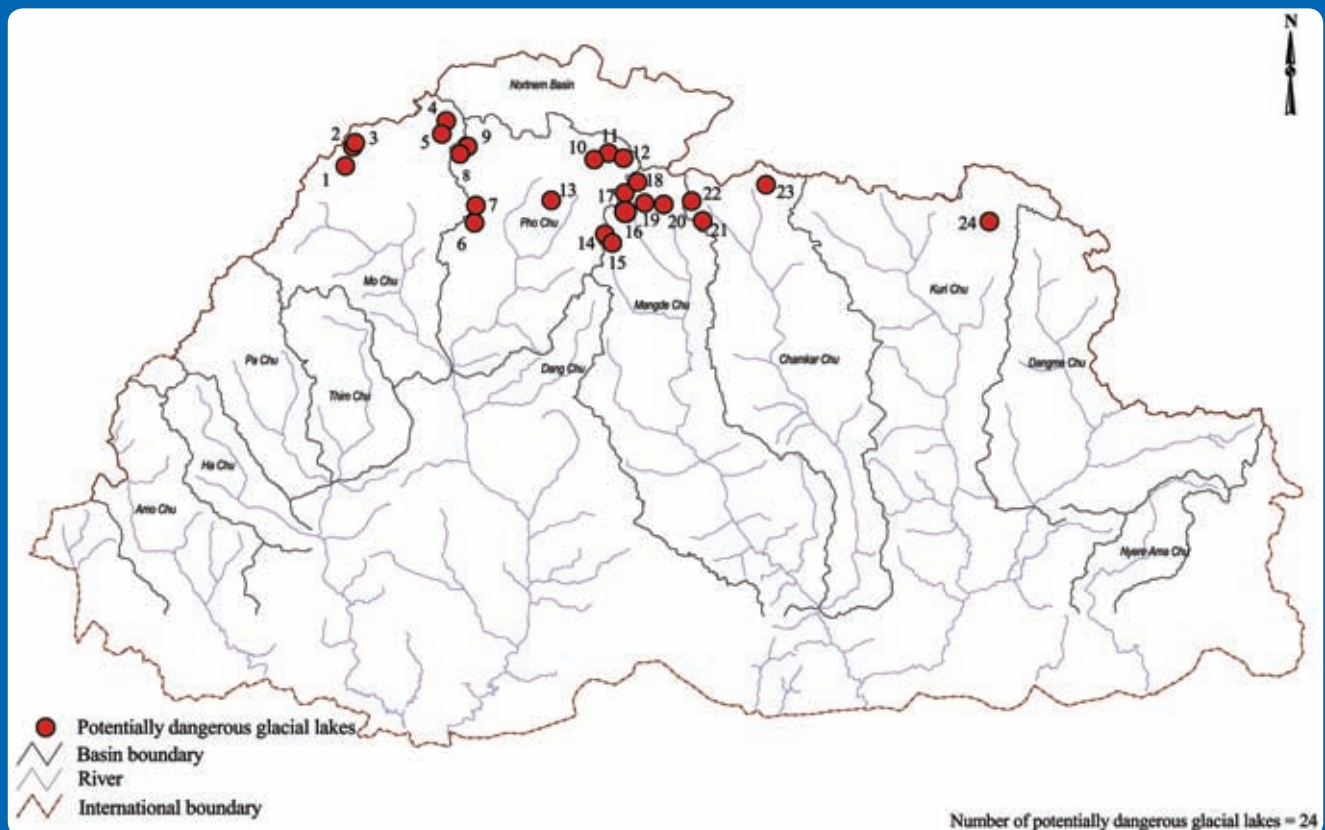 N
Northern Basin
4
2
3
5
9
11
10
12
1
8
18
23
7
13
17
22
Pho Chu
19
20
21
24
6
16
14
15
Mo Chu
Kuri Chu
Mangde Chu
Pa Chu
Dang Chu
Chamkar Chu
Dangme Chu
Thim Chu
Ha Chu
Amo Chu
Nyere Ama Chu
Potentially dangerous glacial lakes
Basin boundary
River
International boundary
Number of potentially dangerous glacial lakes = 24